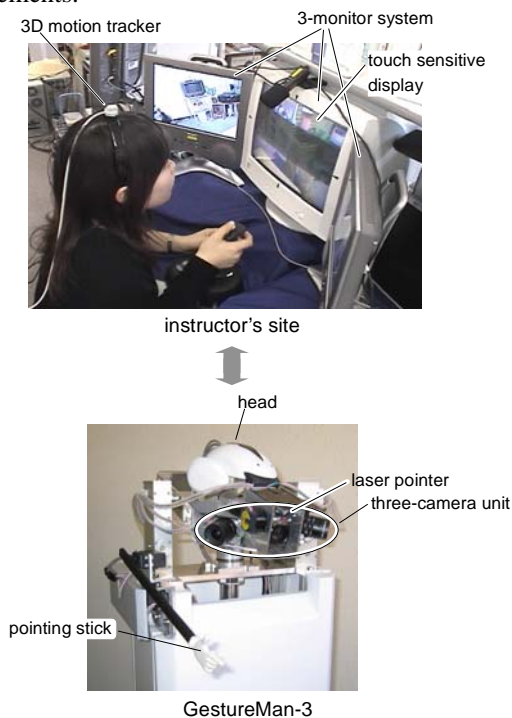 ements.
3D motion tracker
3-monitor system
touch sensitive
display
instructor's site
head
laser pointer
three-camera unit
pointing stick
GestureMan-3